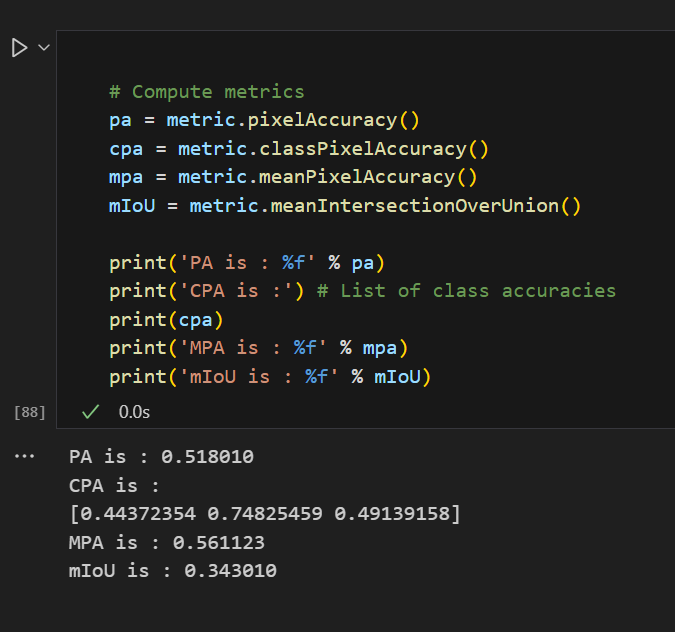 # Compute metrics
pa = metric.pixelAccuracy()
cpa = metric.classPixelAccuracy()
mpa = metric.meanPixelAccuracy()
mIoU = metric.meanIntersectionOverUnion()
print('PA is : %f' % pa)
print('CPA is :') # List of class accuracies
print(cpa)
print('MPA is : %f' % mpa)
print('mIoU is : %f' % mIoU)
[88]
0.0s
...
PA is : 0.518010
CPA is :
[0.44372354 0.74825459 0.49139158]
MPA is : 0.561123
mIoU is : 0.343010